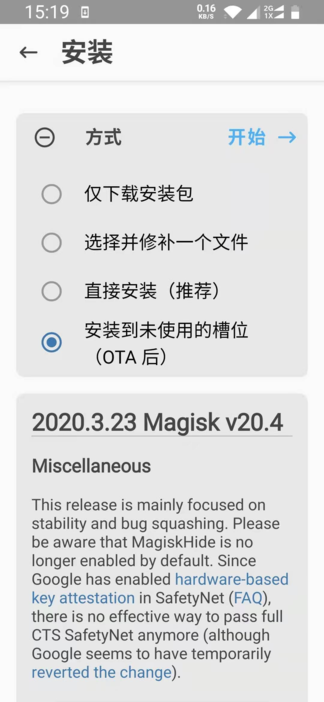 15:19
0.16
KB/S
2G
1X
← 安装
方式
开始 →
仅下载安装包
选择并修补一个文件
直接安装（推荐）
安装到未使用的槽位
（OTA 后）
2020.3.23 Magisk v20.4
Miscellaneous
This release is mainly focused on
stability and bug squashing. Please
be aware that MagiskHide is no
longer enabled by default. Since
Google has enabled hardware-based
key attestation in SafetyNet (FAQ),
there is no effective way to pass full
CTS SafetyNet anymore (although
Google seems to have temporarily
reverted the change).